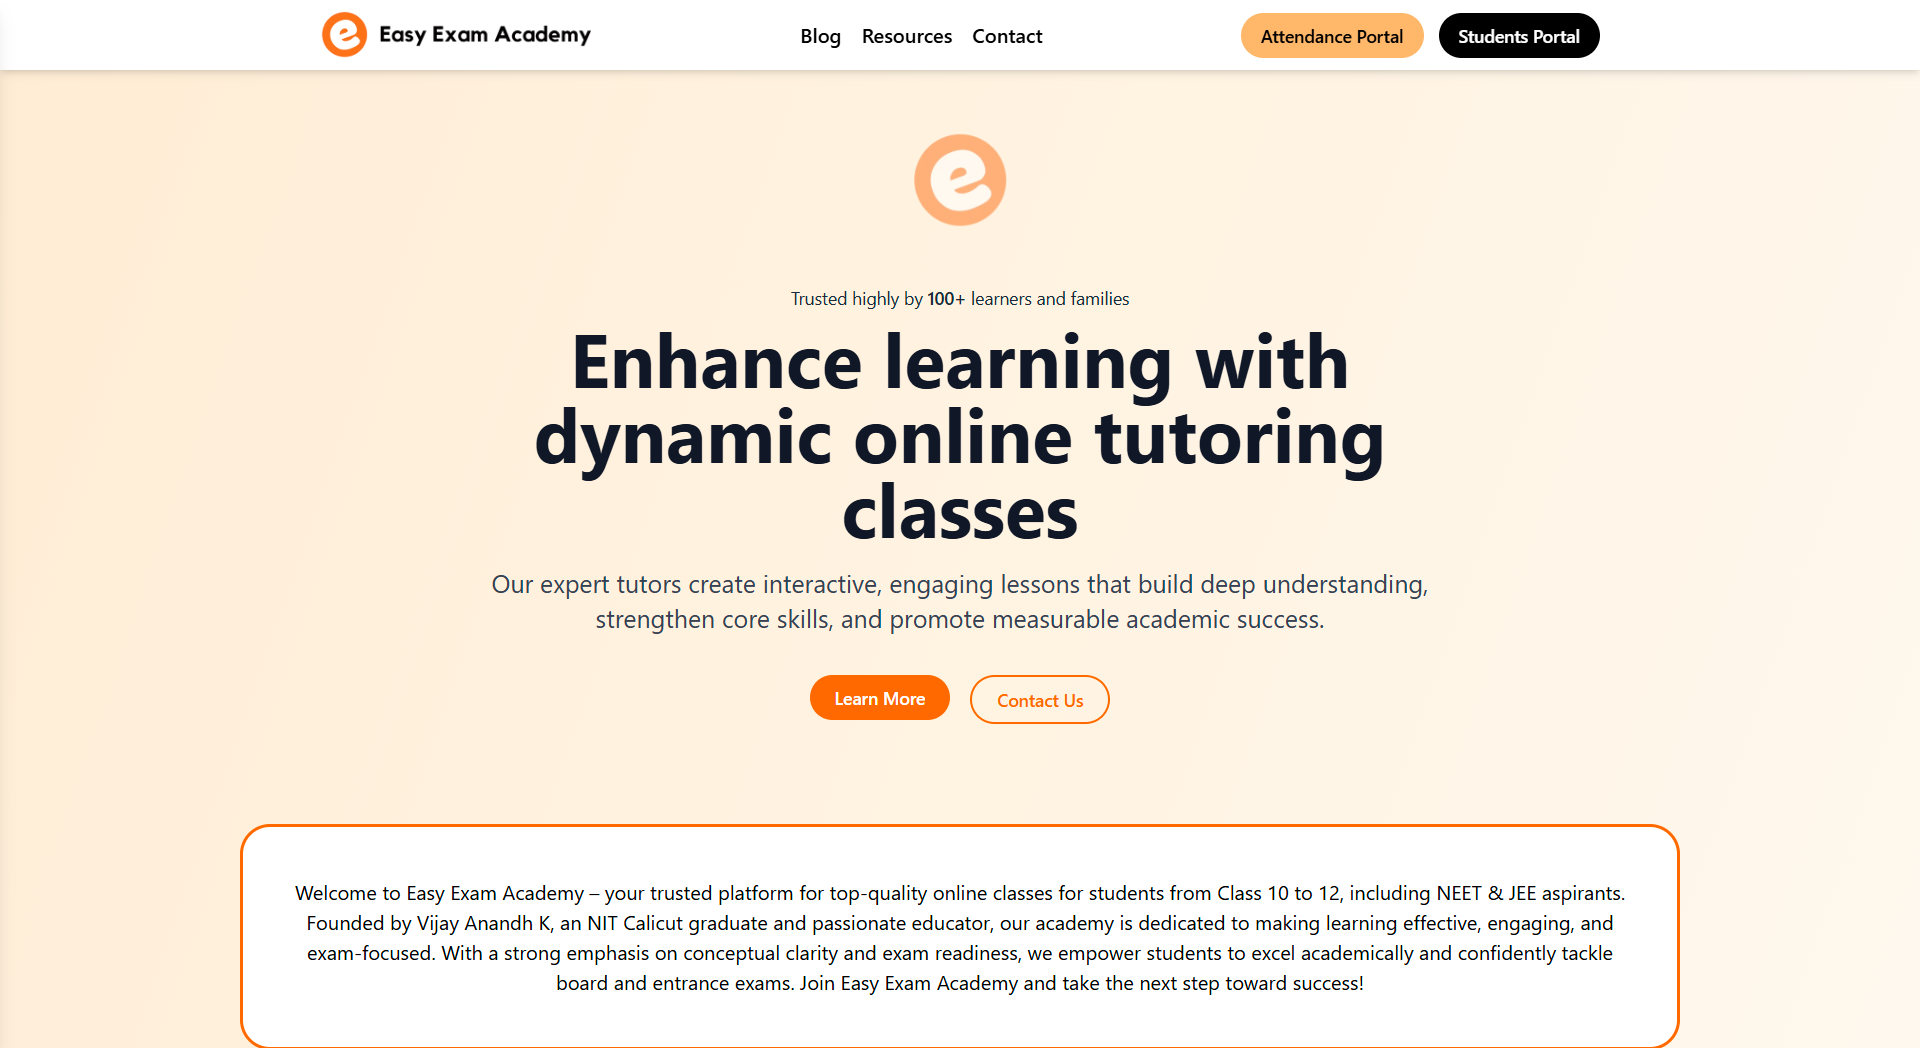 Easy Exam Academy
Blog
Resources
Contact
Attendance Portal
Students Portal
Trusted highly by 100+ learners and families
Enhance learning with
dynamic online tutoring
classes
Our expert tutors create interactive, engaging lessons that build deep understanding,
strengthen core skills, and promote measurable academic success.
Learn More
Contact Us
Welcome to Easy Exam Academy – your trusted platform for top-quality online classes for students from Class 10 to 12, including NEET & JEE aspirants.
Founded by Vijay Anandh K, an NIT Calicut graduate and passionate educator, our academy is dedicated to making learning effective, engaging, and
exam-focused. With a strong emphasis on conceptual clarity and exam readiness, we empower students to excel academically and confidently tackle
board and entrance exams. Join Easy Exam Academy and take the next step toward success!